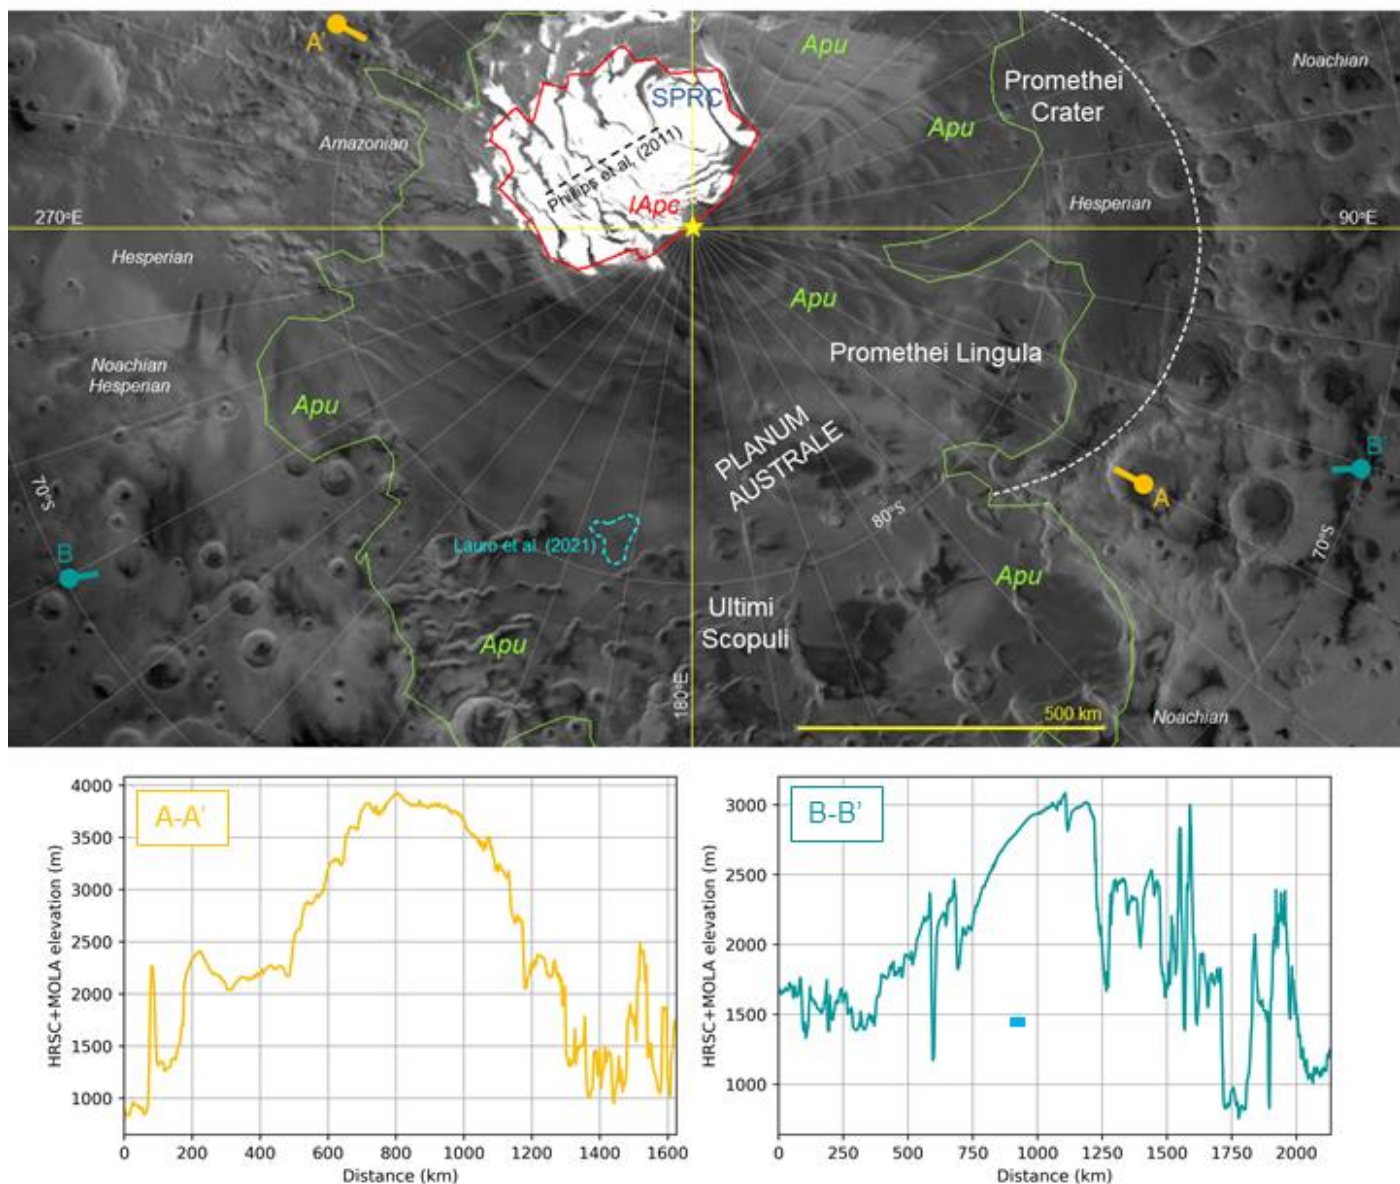 A'
Apu
Promethei
Crater
Noachian
SPRC
Apu
Amazonian
Phillips et al. (2011)
lApc
Hesperian
270°E
90°E
Hesperian
Apu
Promethei Lingula
Noachian
Hesperian
Apu
PLANUM
AUSTRALE
B'
70°S
A
80°S
70°S
Lauro et al. (2021)
B
Apu
Ultimi
Scopuli
Apu
180°E
500 km
Noachian
A-A'
HRSC+MOLA elevation (m)
4000
3500
3000
2500
2000
1500
1000
0 200 400 600 800 1000 1200 1400 1600
Distance (km)
B-B'
HRSC+MOLA elevation (m)
3000
2500
2000
1500
1000
0 250 500 750 1000 1250 1500 1750 2000
Distance (km)